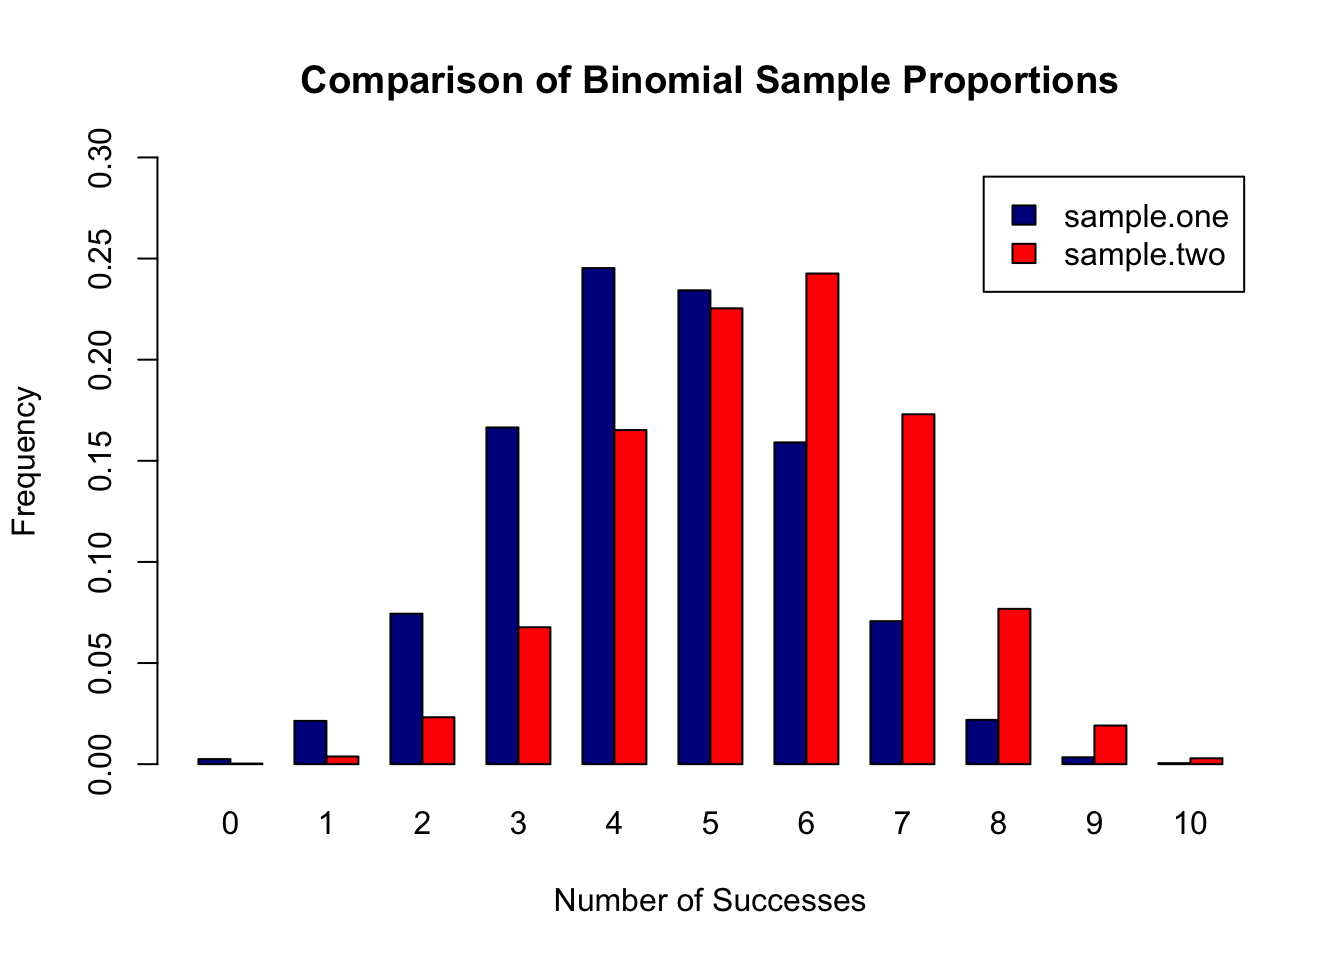 Comparison of Binomial Sample Proportions
0.30
0.25
0.20
0.15
0.10
0.05
0.00
Frequency
sample.one
sample.two
0 1 2 3 4 5 6 7 8 9 10
Number of Successes